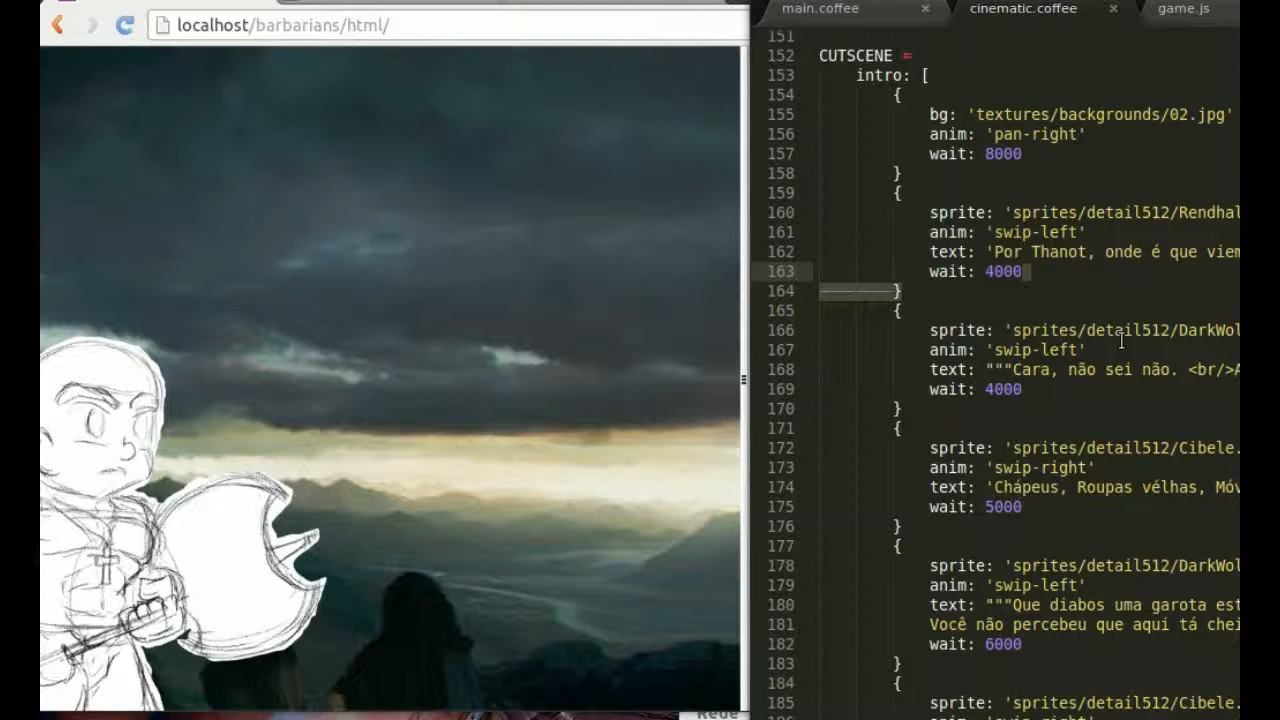 localhost/barbarians/html/
main.coffee × cinematic.coffee × game.js
151
152 CUTSCENE =
153 intro: [
154 {
155 bg: 'textures/backgrounds/02.jpg'
156 anim: 'pan-right'
157 wait: 8000
158 }
159 {
160 sprite: 'sprites/detail512/Rendhal
161 anim: 'swip-left'
162 text: 'Por Thanot, onde é que viem
163 wait: 4000
164 }
165 {
166 sprite: 'sprites/detail512/DarkWol
167 anim: 'swip-left'
168 text: """Cara, não sei não. <br/>A
169 wait: 4000
170 }
171 {
172 sprite: 'sprites/detail512/Cibele.
173 anim: 'swip-right'
174 text: 'Chápeus, Roupas vélhas, Móv
175 wait: 5000
176 }
177 {
178 sprite: 'sprites/detail512/DarkWol
179 anim: 'swip-left'
180 text: """Que diabos uma garota est
181 Você não percebeu que aqui tá chei
182 wait: 6000
183 }
184 {
185 sprite: 'sprites/detail512/Cibele.
Rede